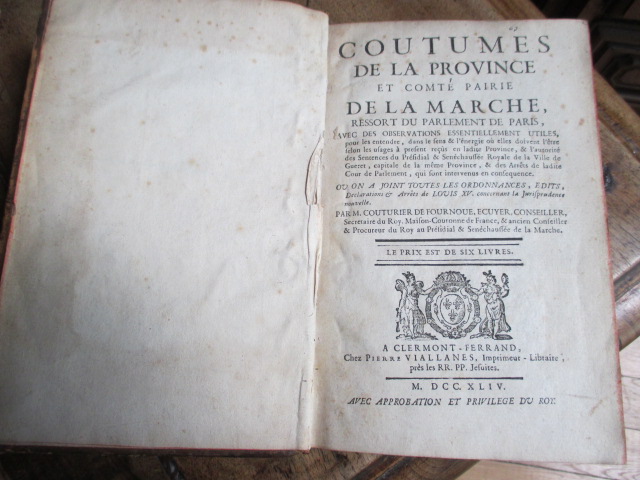 COUTUMES
DE LA PROVINCE
ET COMTÉ PAIRIE
DE LA MARCHE,
RESSORT DU PARLEMENT DE PARIS,
AVEC DES OBSERVATIONS ESSENTIELLEMENT UTILES,
pour les entendre, dans le sens & l'énergie où elles doivent l'être
selon les usages à present reçus en ladite Province, & l'autorité
des Sentences du Présidial & Senéchaussée Royale de la Ville de
Gueret, capitale de la même Province, & des Arrêts de ladite
Cour de Parlement, qui sont intervenus en consequence.
OU ON A JOINT TOUTES LES ORDONNANCES, EDITS,
Declarations & Arrêts de LOUIS XV. concernant la Jurisprudence
nouvelle.
PAR M. COUTURIER DE FOURNOUE, ECUYER, CONSEILLER,
Secretaire du Roy, Maison-Couronne de France, & ancien Conseiller
& Procureur du Roy au Présidial & Senéchaussée de la Marche.
LE PRIX EST DE SIX LIVRES.
A CLERMONT-FERRAND,
Chez PIERRE VIALLANES, Imprimeur-Libraire,
près les RR. PP. Jesuites.
M. DCC. XLIV.
AVEC APPROBATION ET PRIVILEGE DU ROY.